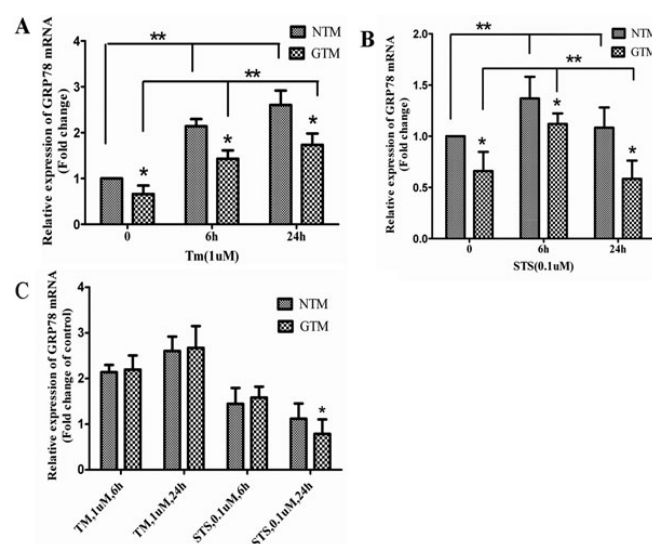 A
Relative expression of GRP78 mRNA
(Fold change)
4
3
2
1
0
**
**
*
*
*
NTM
GTM
0
6h
24h
Tm(1uM)
B
Relative expression of GRP78 mRNA
(Fold change)
2.0
1.5
1.0
0.5
0.0
**
**
*
*
*
NTM
GTM
0
6h
24h
STS(0.1uM)
C
Relative expression of GRP78 mRNA
(Fold change of control)
4
3
2
1
0
NTM
GTM
*
TM,1uM,6h
TM,1uM,24h
STS,0.1uM,6h
STS,0.1uM,24h